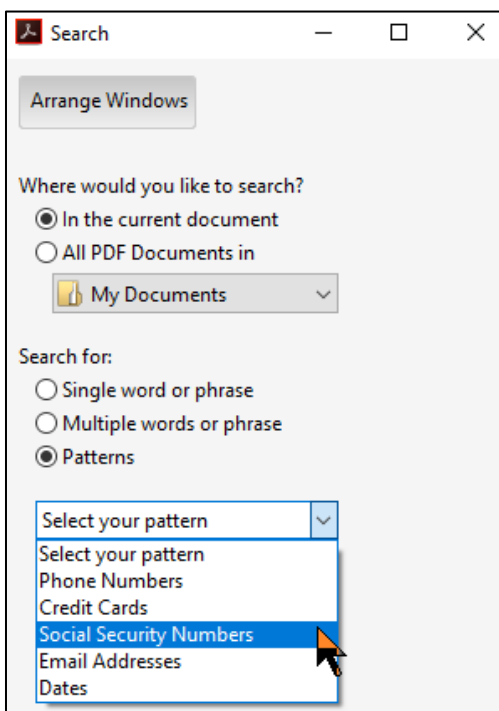 Search
Arrange Windows
Where would you like to search?
In the current document
All PDF Documents in
My Documents
Search for:
Single word or phrase
Multiple words or phrase
Patterns
Select your pattern
Select your pattern
Phone Numbers
Credit Cards
Social Security Numbers
Email Addresses
Dates